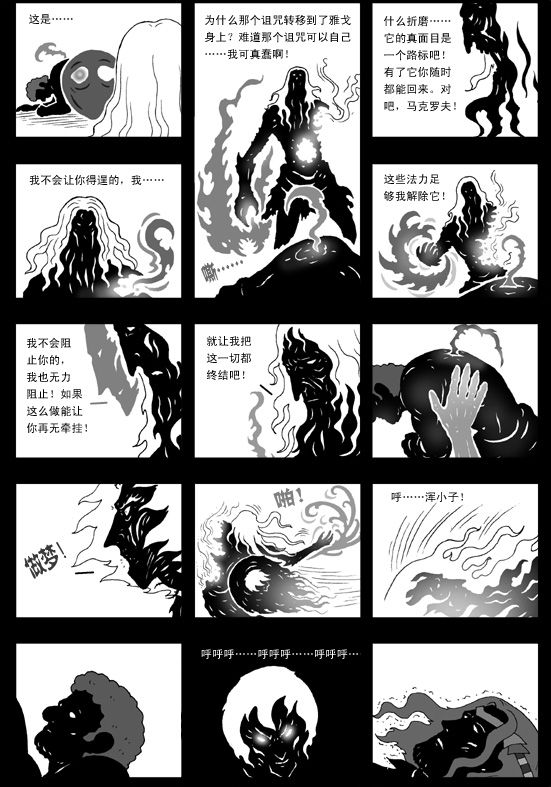 这是……
为什么那个诅咒转移到了雅戈
身上？难道那个诅咒可以自己
……我可真蠢啊！
嘶……
什么折磨……
它的真面目是
一个路标吧！
有了它你随时
都能回来。对
吧，马克罗夫！
我不会让你得逞的，我……
这些法力足
够我解除它！
我不会阻
止你的，
我也无力
阻止！如果
这么做能让
你再无牵挂！
就让我把
这一切都
终结吧！
做梦！
啪！
呼……浑小子！
呼呼呼……呼呼呼……呼呼呼…